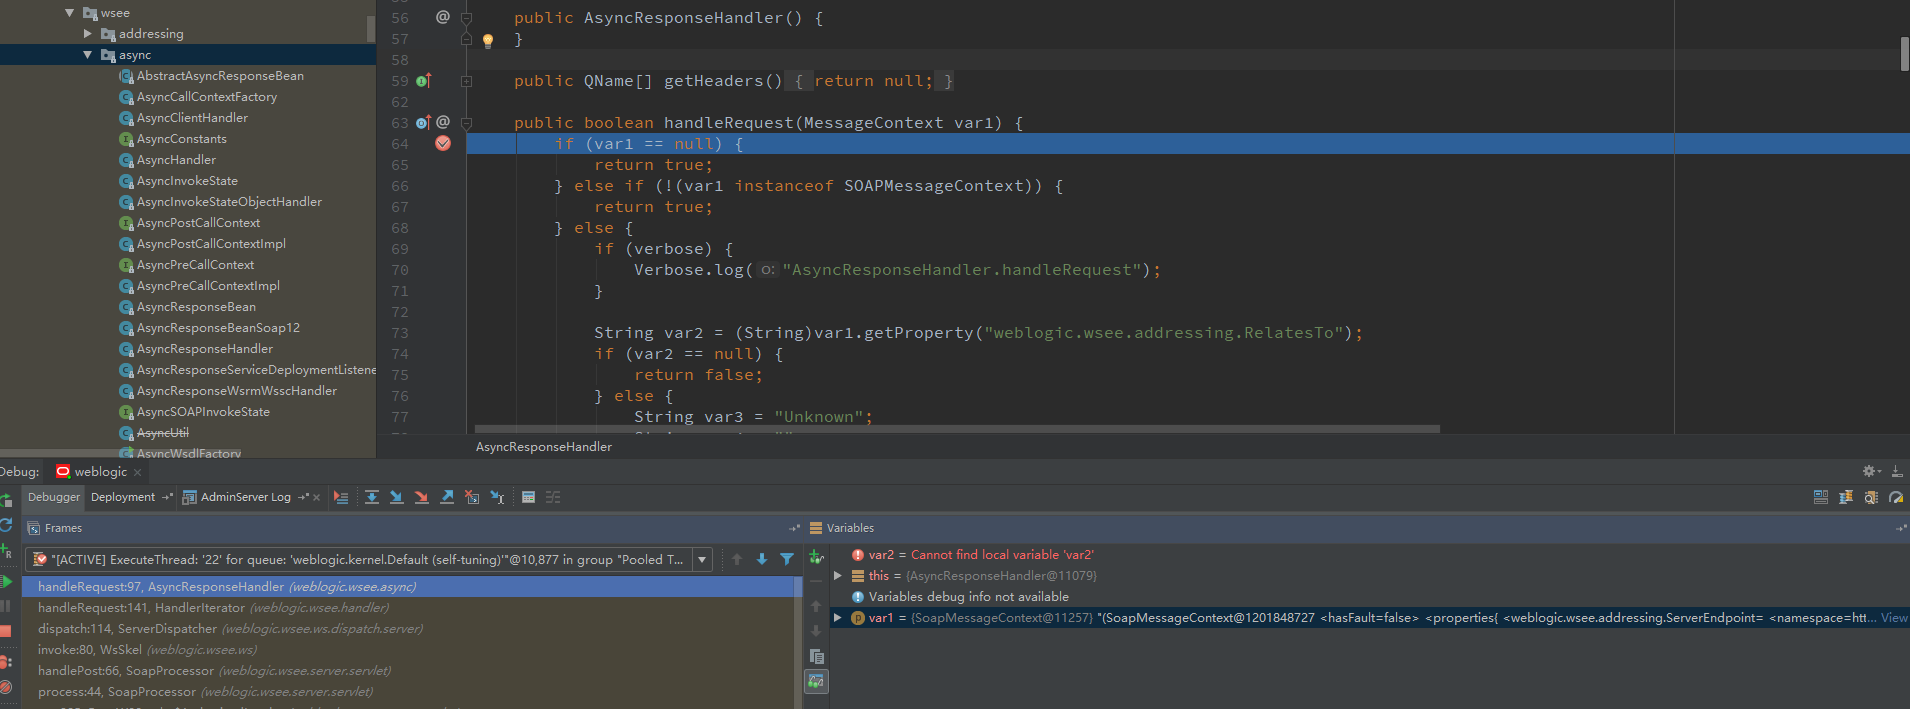 wsee
addressing
async
AbstractAsyncResponseBean
AsyncCallContextFactory
AsyncClientHandler
AsyncConstants
AsyncHandler
AsyncInvokeState
AsyncInvokeStateObjectHandler
AsyncPostCallContext
AsyncPostCallContextImpl
AsyncPreCallContext
AsyncPreCallContextImpl
AsyncResponseBean
AsyncResponseBeanSoap12
AsyncResponseHandler
AsyncResponseServiceDeploymentListene
AsyncResponseWsrmWsscHandler
AsyncSOAPInvokeState
AsyncUtil
AsyncWsdlFactory
56 @ public AsyncResponseHandler() {
57 }
58
59 public QName[] getHeaders() { return null; }
62
63 @ public boolean handleRequest(MessageContext var1) {
64 if (var1 == null) {
65 return true;
66 } else if (!(var1 instanceof SOAPMessageContext)) {
67 return true;
68 } else {
69 if (verbose) {
70 Verbose.log( o: "AsyncResponseHandler.handleRequest");
71 }
72
73 String var2 = (String)var1.getProperty("weblogic.wsee.addressing.RelatesTo");
74 if (var2 == null) {
75 return false;
76 } else {
77 String var3 = "Unknown";
AsyncResponseHandler
Debug: weblogic
Debugger Deployment AdminServer Log
Frames
"[ACTIVE] ExecuteThread: '22' for queue: 'weblogic.kernel.Default (self-tuning)'"@10,877 in group "Pooled T...
handleRequest:97, AsyncResponseHandler (weblogic.wsee.async)
handleRequest:141, HandlerIterator (weblogic.wsee.handler)
dispatch:114, ServerDispatcher (weblogic.wsee.ws.dispatch.server)
invoke:80, WsSkel (weblogic.wsee.ws)
handlePost:66, SoapProcessor (weblogic.wsee.server.servlet)
process:44, SoapProcessor (weblogic.wsee.server.servlet)
Variables
var2 = Cannot find local variable 'var2'
this = {AsyncResponseHandler@11079}
Variables debug info not available
var1 = {SoapMessageContext@11257} "(SoapMessageContext@1201848727 <hasFault=false> <properties{ <weblogic.wsee.addressing.ServerEndpoint= <namespace=htt... View